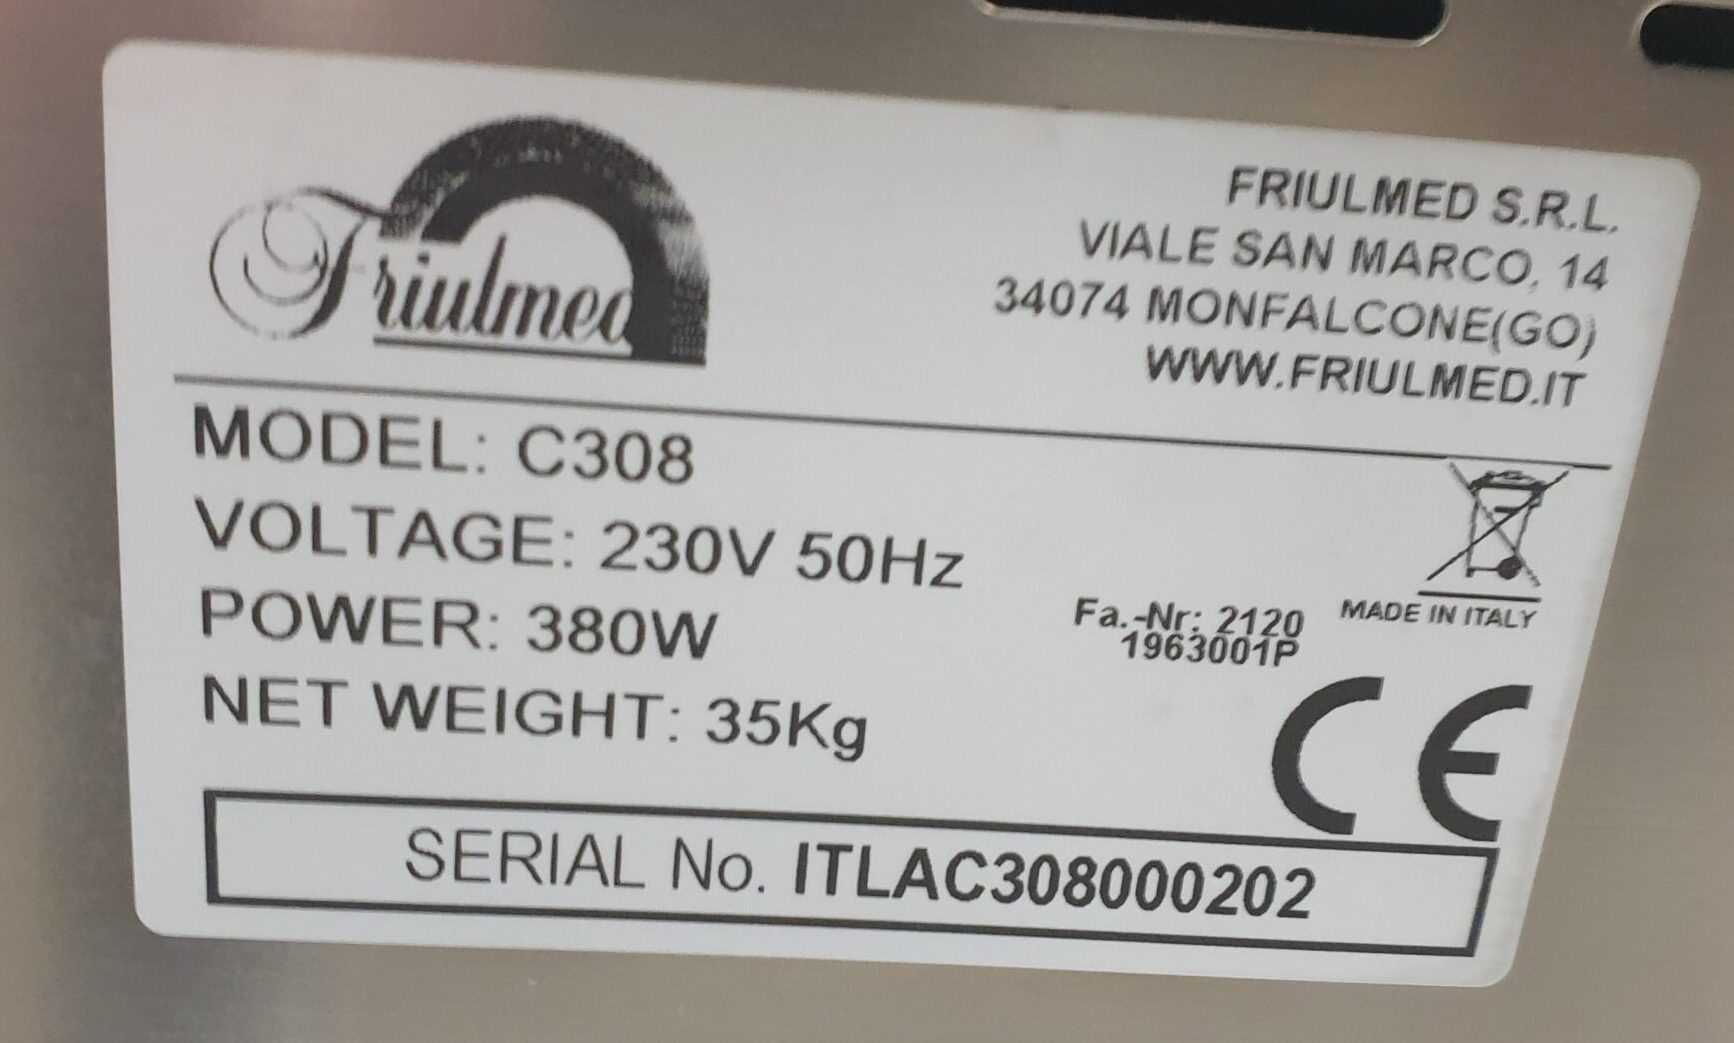 Friulmed
FRIULMED S.R.L.
VIALE SAN MARCO, 14
34074 MONFALCONE(GO)
WWW.FRIULMED.IT
MODEL: C308
VOLTAGE: 230V 50Hz
POWER: 380W
NET WEIGHT: 35Kg
Fa.-Nr: 2120
1963001P
MADE IN ITALY
CE
SERIAL No. ITLAC308000202